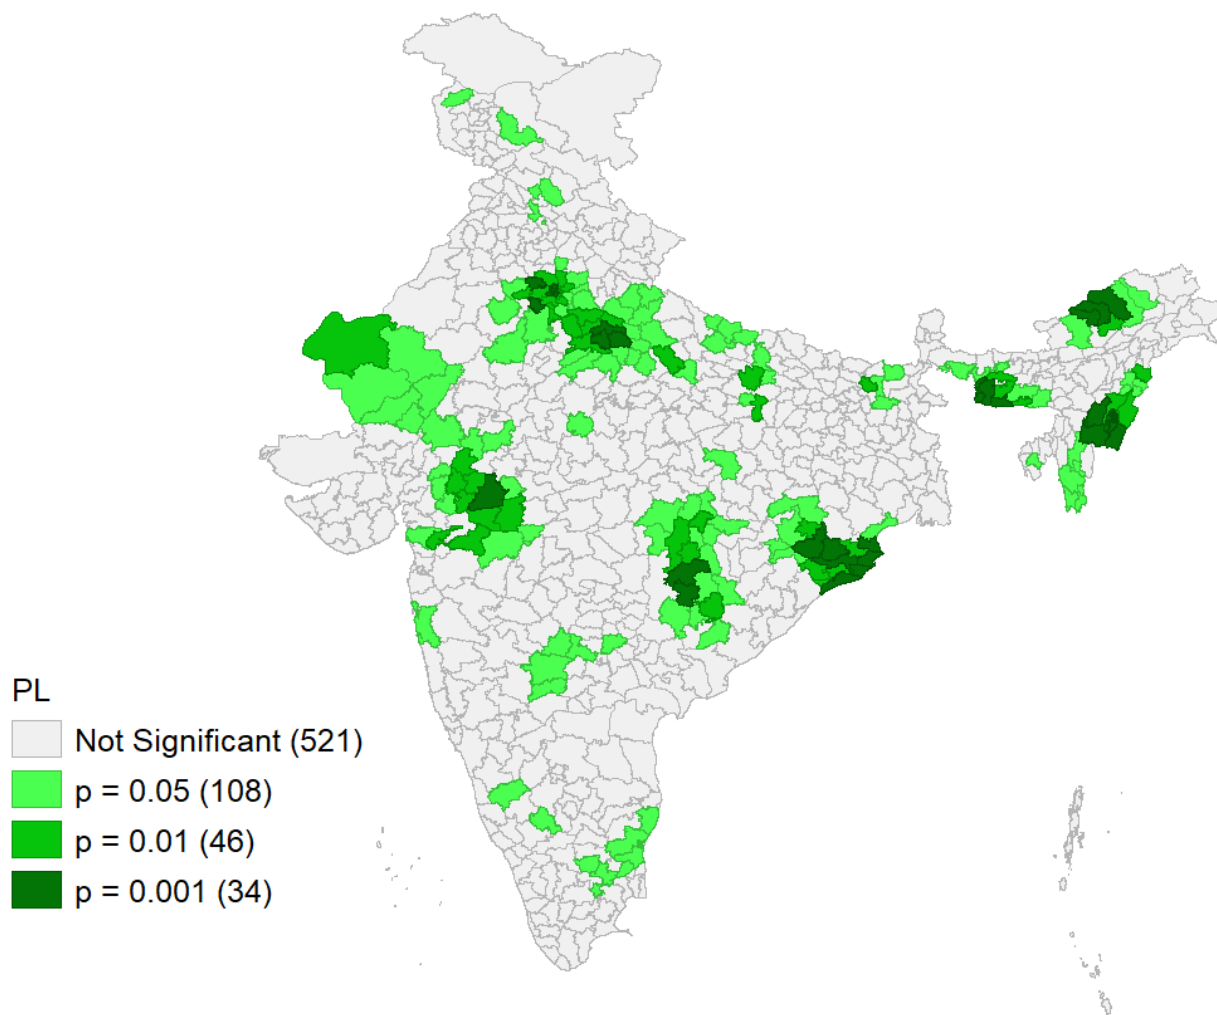 PL
Not Significant (521)
p = 0.05 (108)
p = 0.01 (46)
p = 0.001 (34)